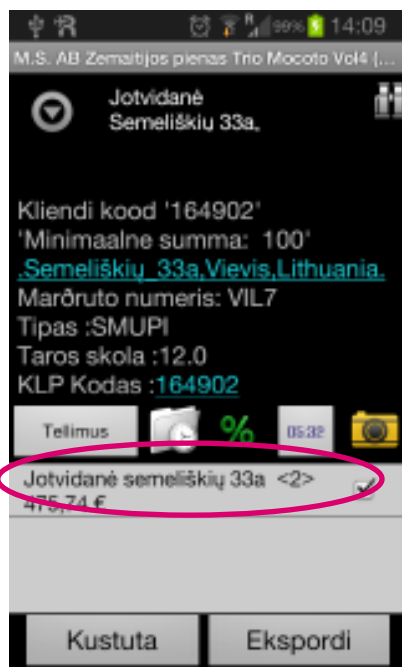 99% 14:09
M.S. AB Zemaitijos pienas Trio Mocoto Vol4 (...
Jotvidanė
Semeliškių 33a,
Kliendi kood '164902'
'Minimaalne summa: 100'
.Semeliškių_33a,Vievis,Lithuania.
Marðruto numeris: VIL7
Tipas :SMUPI
Taros skola :12.0
KLP Kodas :164902
Tellimus % 05:32
Jotvidanė semeliškių 33a <2>
475,74 €
Kustuta Ekspordi